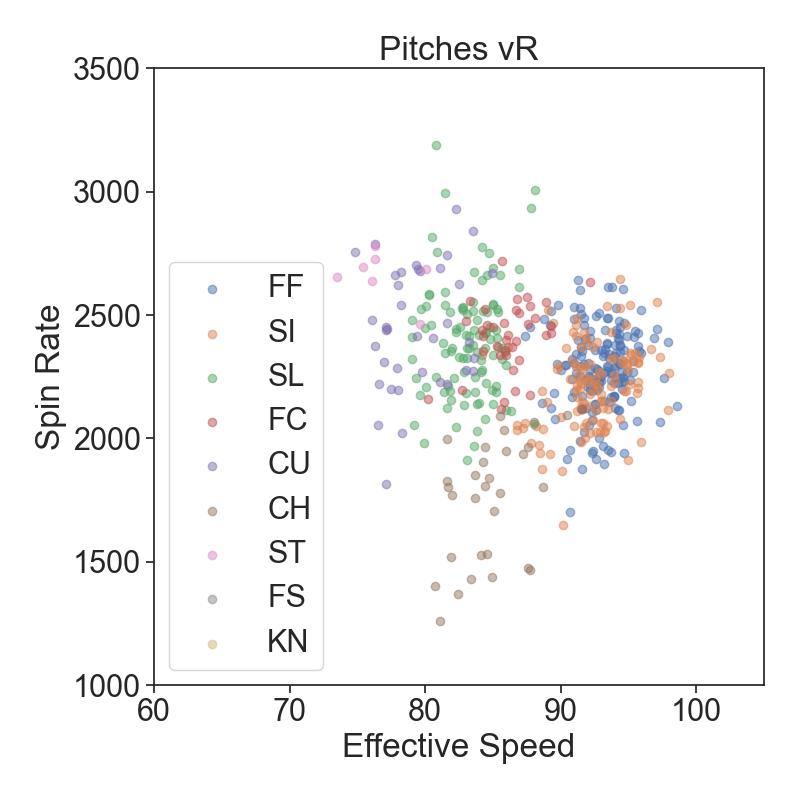 Pitches vR
3500
3000
2500
2000
1500
1000
Spin Rate
FF
SI
SL
FC
CU
CH
ST
FS
KN
60 70 80 90 100
Effective Speed